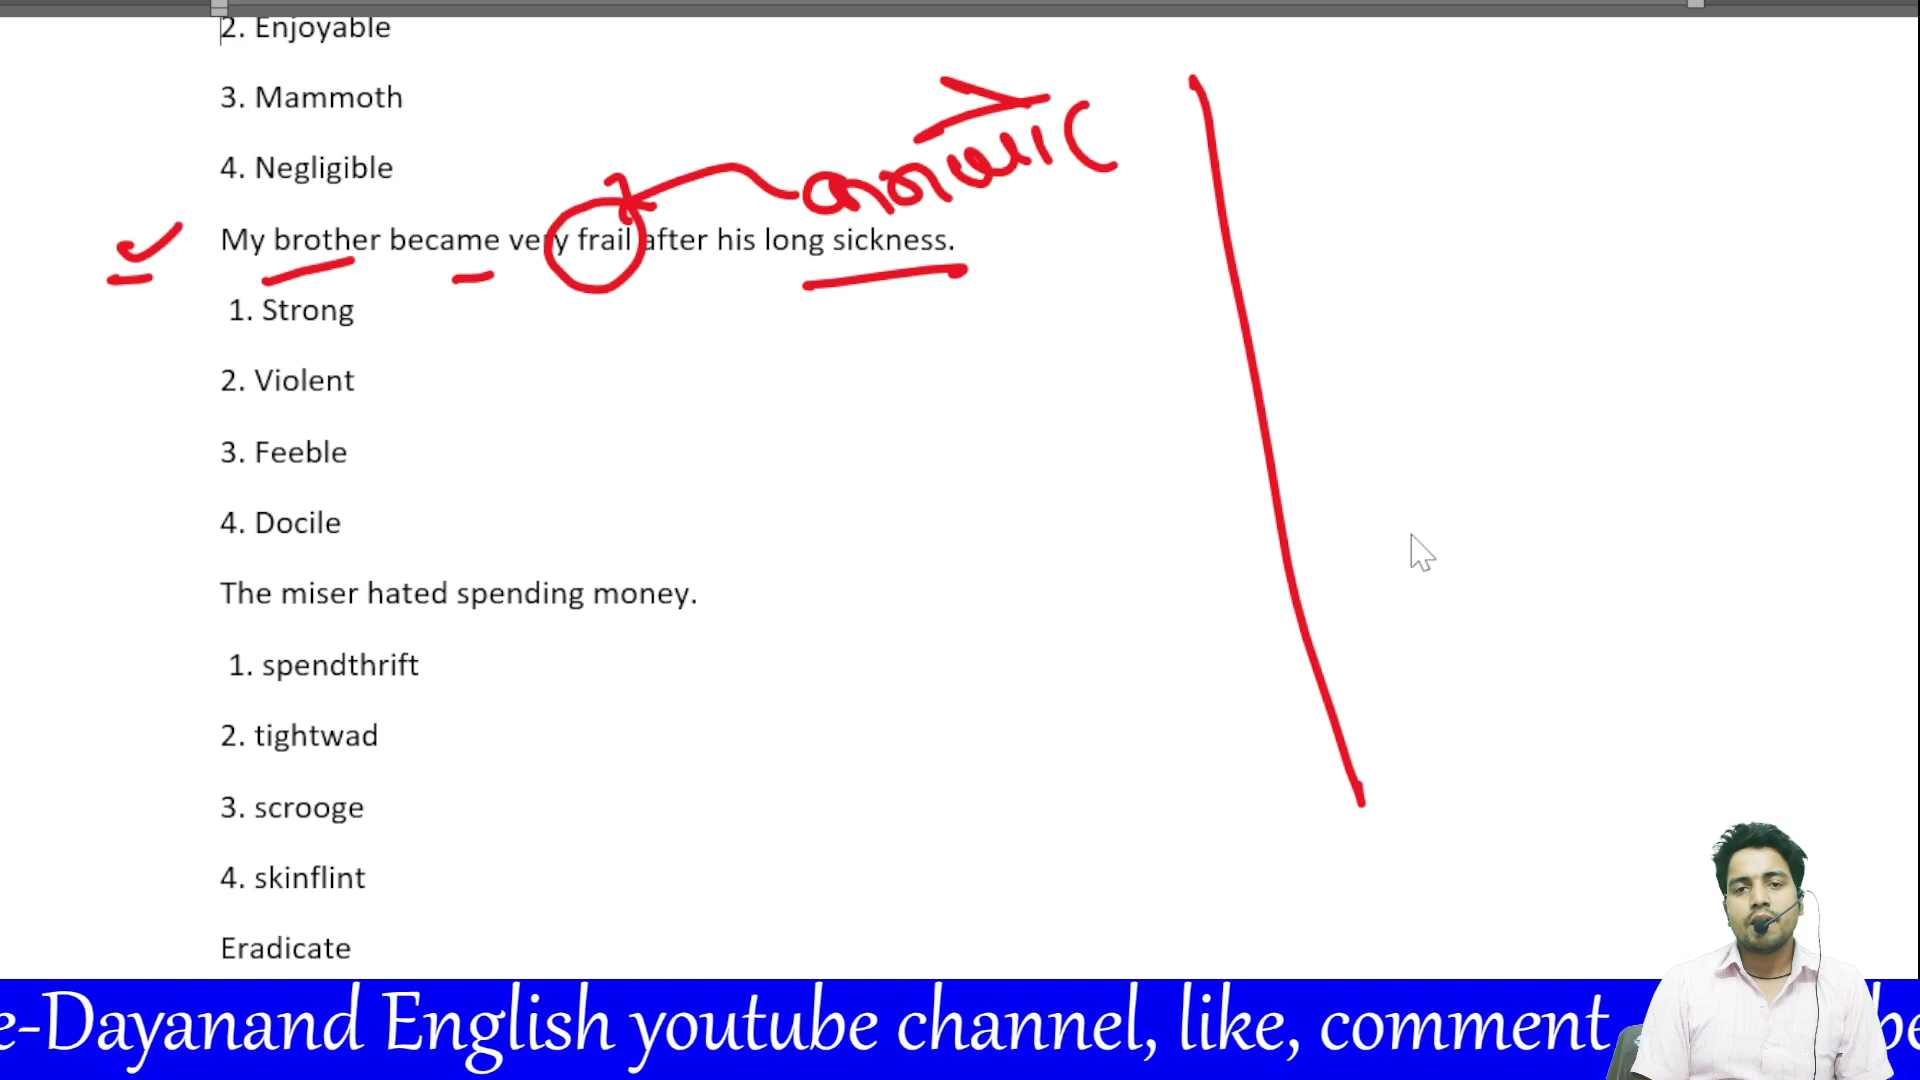 2. Enjoyable
3. Mammoth
4. Negligible
My brother became very frail after his long sickness.
1. Strong
2. Violent
3. Feeble
4. Docile
The miser hated spending money.
1. spendthrift
2. tightwad
3. scrooge
4. skinflint
Eradicate
e-Dayanand English youtube channel, like, comment be